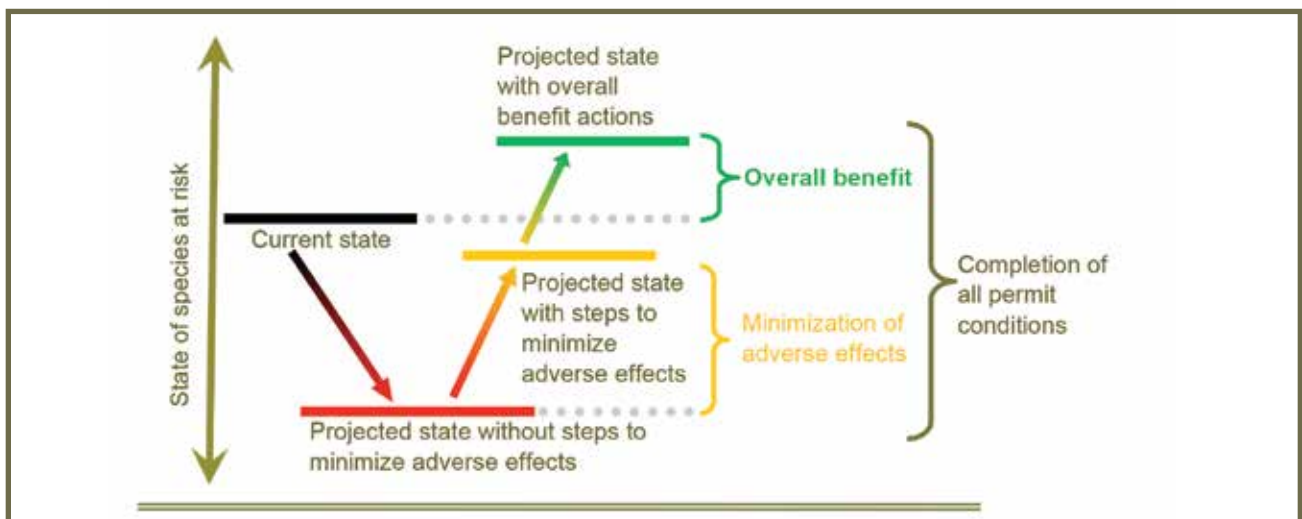 State of species at risk
Projected state
with overall
benefit actions
Overall benefit
Current state
Projected state
with steps to
minimize
adverse effects
Minimization of
adverse effects
Completion of
all permit
conditions
Projected state without steps to
minimize adverse effects